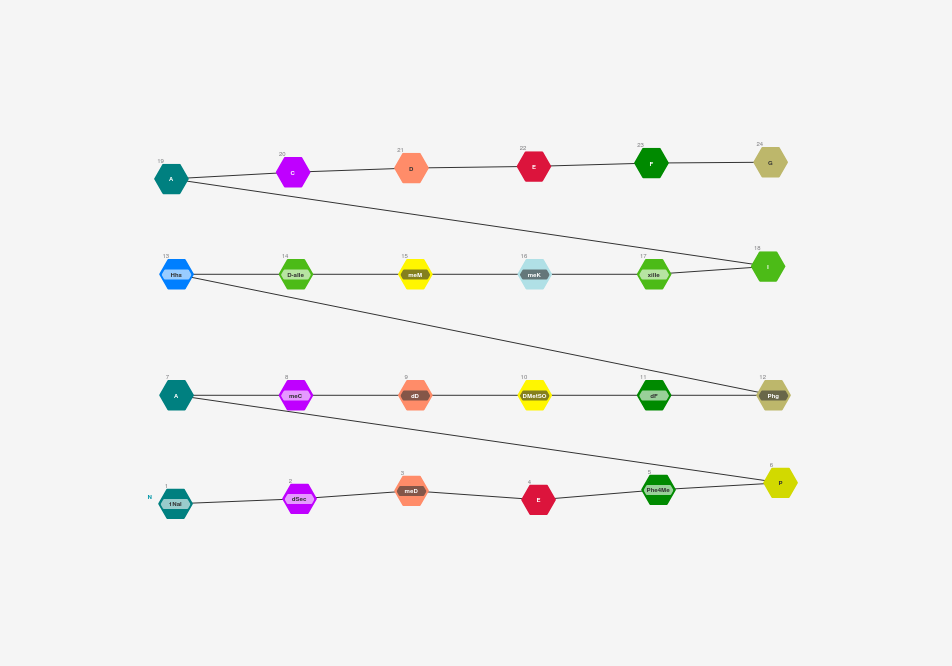 19 20 21 22 23 24
A C D E F G
13 14 15 16 17 18
Hhs D-aIle meM meK xiIle I
7 8 9 10 11 12
A meC dD DMetSO dF Phg
1 2 3 4 5 6
N 1Nal dSec meD E Phe4Me P